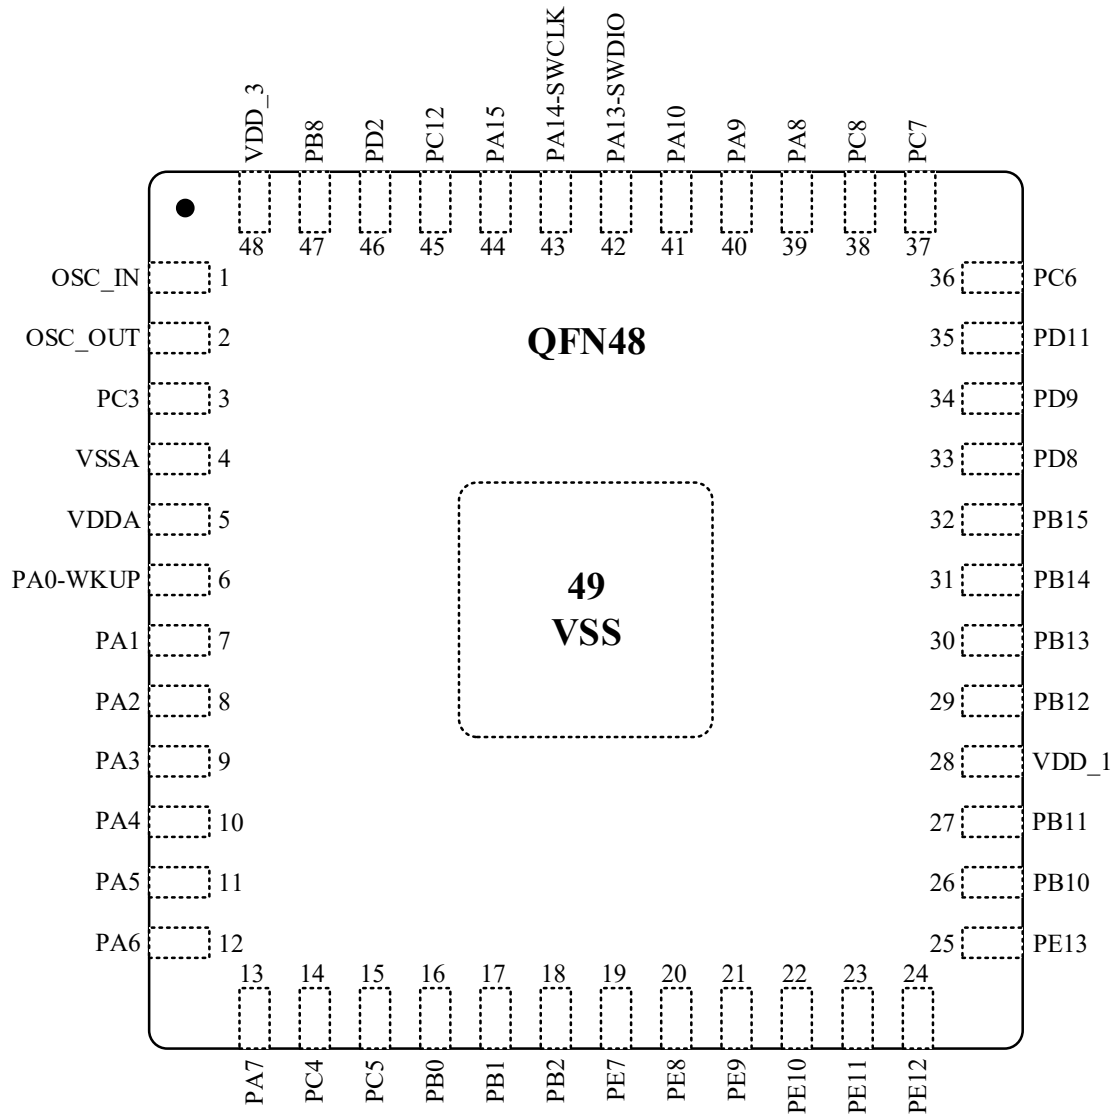 VDD_3
PB8
PD2
PC12
PA15
PA14-SWCLK
PA13-SWDIO
PA10
PA9
PA8
PC8
PC7
48 47 46 45 44 43 42 41 40 39 38 37
OSC_IN 1 36 PC6
OSC_OUT 2 QFN48 35 PD11
PC3 3 34 PD9
VSSA 4 33 PD8
VDDA 5 32 PB15
PA0-WKUP 6 31 PB14
49
VSS
PA1 7 30 PB13
PA2 8 29 PB12
PA3 9 28 VDD_1
PA4 10 27 PB11
PA5 11 26 PB10
PA6 12 25 PE13
13 14 15 16 17 18 19 20 21 22 23 24
PA7
PC4
PC5
PB0
PB1
PB2
PE7
PE8
PE9
PE10
PE11
PE12